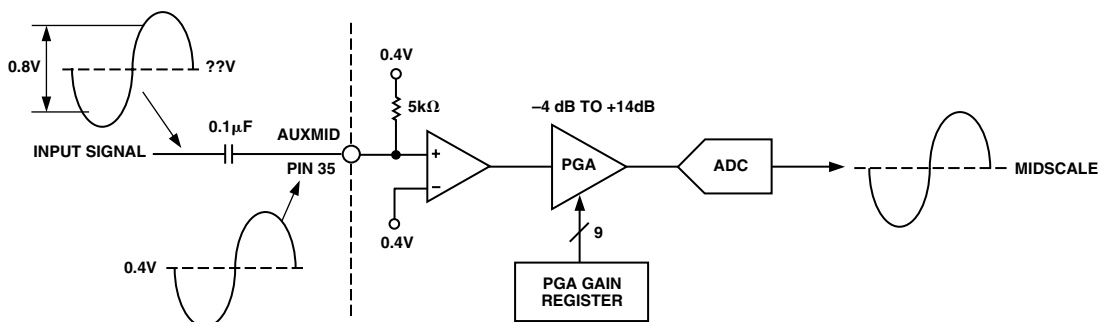 0.8V
??V
0.4V
5kΩ
–4 dB TO +14dB
0.1μF
AUXMID
INPUT SIGNAL
PIN 35
+
–
PGA
ADC
MIDSCALE
0.4V
9
0.4V
PGA GAIN
REGISTER